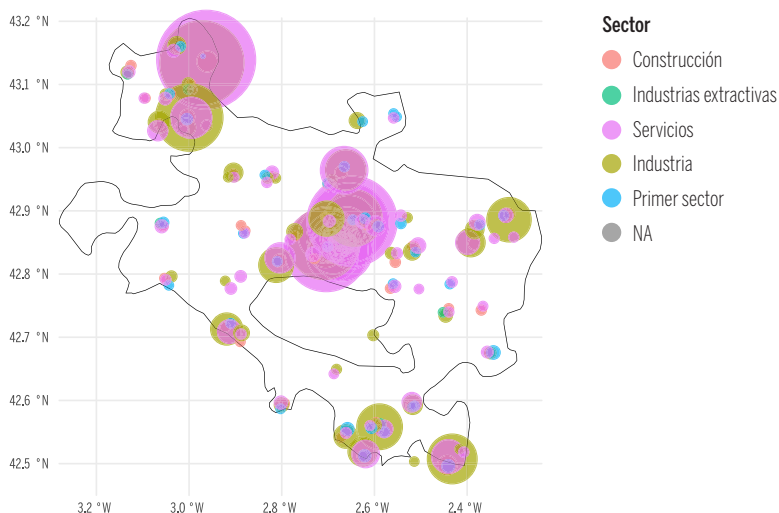 43.2 °N
43.1 °N
43.0 °N
42.9 °N
42.8 °N
42.7 °N
42.6 °N
42.5 °N
3.2 °W 3.0 °W 2.8 °W 2.6 °W 2.4 °W
Sector
Construcción
Industrias extractivas
Servicios
Industria
Primer sector
NA